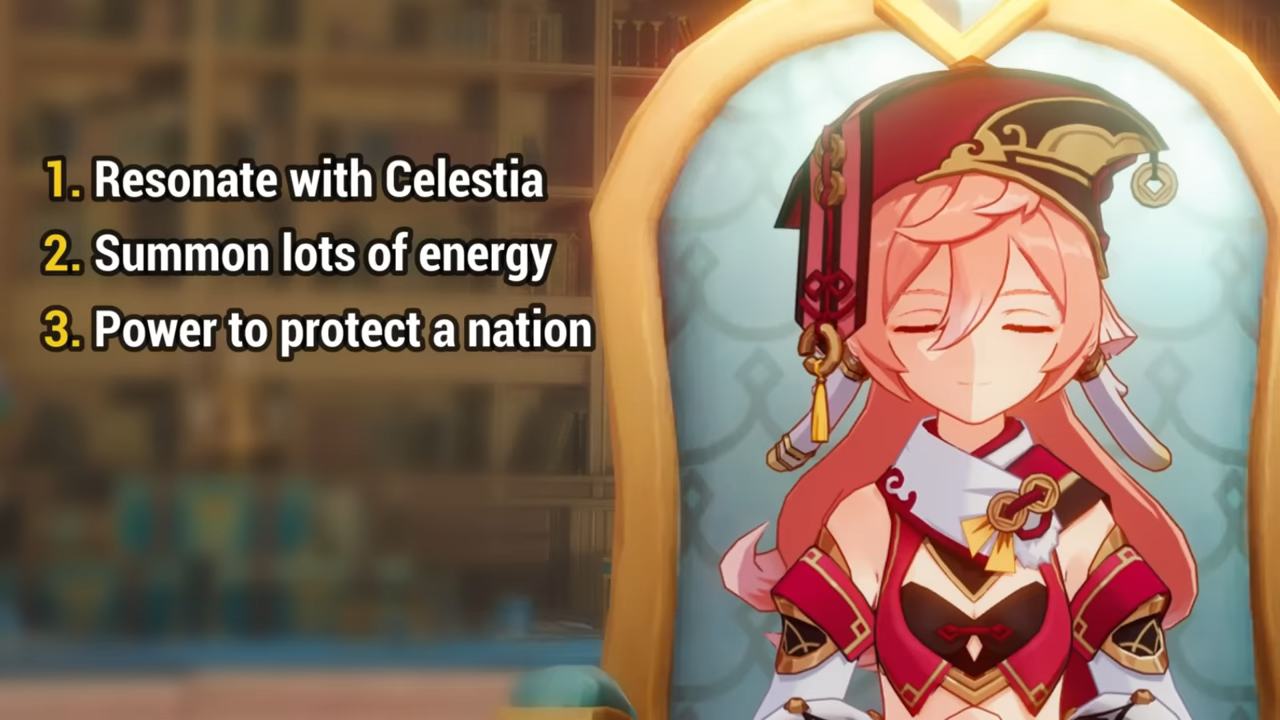 1. Resonate with Celestia
2. Summon lots of energy
3. Power to protect a nation